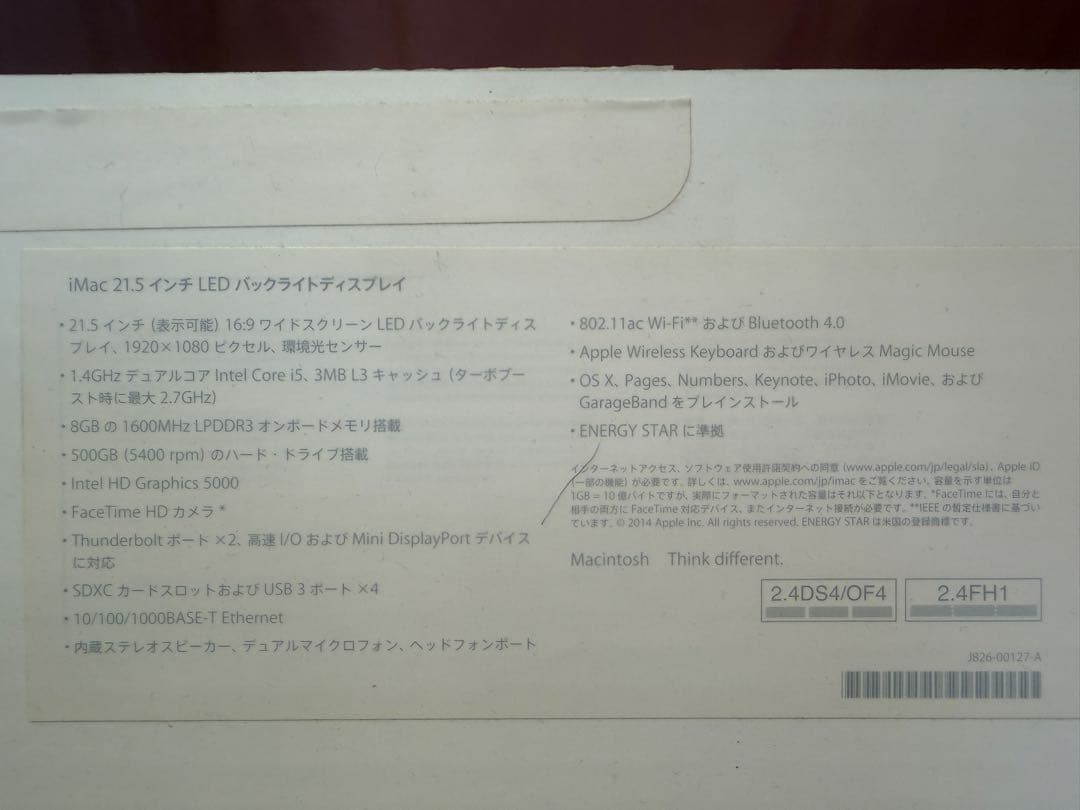 iMac 21.5 インチ LED バックライトディスプレイ
• 21.5 インチ (表示可能) 16:9 ワイドスクリーン LED バックライトディス
プレイ、1920×1080 ピクセル、環境光センサー
• 1.4GHz デュアルコア Intel Core i5、3MB L3 キャッシュ (ターボブー
スト時に最大 2.7GHz)
• 8GB の 1600MHz LPDDR3 オンボードメモリ搭載
• 500GB (5400 rpm) のハード・ドライブ搭載
• Intel HD Graphics 5000
• FaceTime HD カメラ*
• Thunderbolt ポート ×2、高速 I/O および Mini DisplayPort デバイス
に対応
• SDXC カードスロットおよび USB 3 ポート ×4
• 10/100/1000BASE-T Ethernet
• 内蔵ステレオスピーカー、デュアルマイクロフォン、ヘッドフォンポート
• 802.11ac Wi-Fi** および Bluetooth 4.0
• Apple Wireless Keyboard およびワイヤレス Magic Mouse
• OS X、Pages、Numbers、Keynote、iPhoto、iMovie、および
GarageBand をプレインストール
• ENERGY STAR に準拠
インターネットアクセス、ソフトウェア使用許諾契約への同意 (www.apple.com/jp/legal/sla)、Apple ID
(一部の機能) が必要です。詳しくは、www.apple.com/jp/imac をご覧ください。容量を示す単位は
1GB = 10 億バイトですが、実際にフォーマットされた容量はそれ以下となります。*FaceTime には、自分と
相手の両方に FaceTime 対応デバイス、またインターネット接続が必要です。**IEEE の暫定仕様書に基づい
ています。© 2014 Apple Inc. All rights reserved. ENERGY STAR は米国の登録商標です。
Macintosh Think different.
2.4DS4/OF4
2.4FH1
J826-00127-A